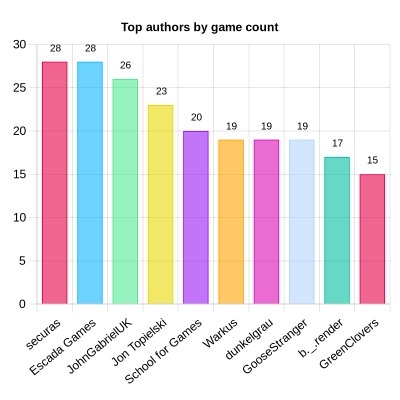 Top authors by game count
30
25
20
15
10
5
0
28
28
26
23
20
19
19
19
17
15
securas
Escada Games
JohnGabrielUK
Jon Topielski
School for Games
Warkus
dunkelgrau
GooseStranger
b._.render
GreenClovers